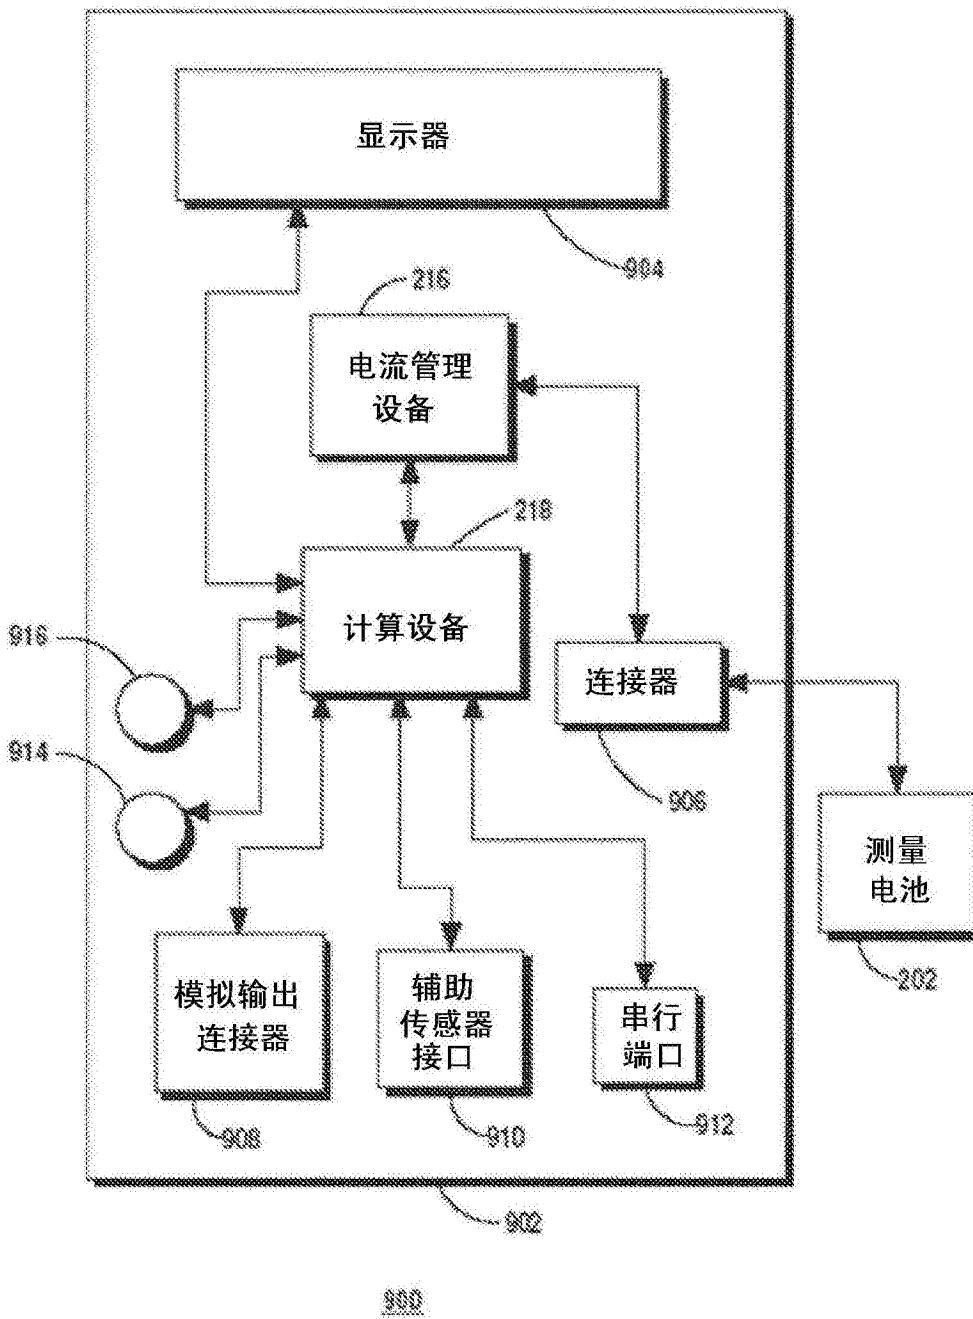 显示器
904
216
电流管理
设备
218
计算设备
916
连接器
914
906
测量
电池
202
模拟输出
连接器
908
辅助
传感器
接口
910
串行
端口
912
902
900